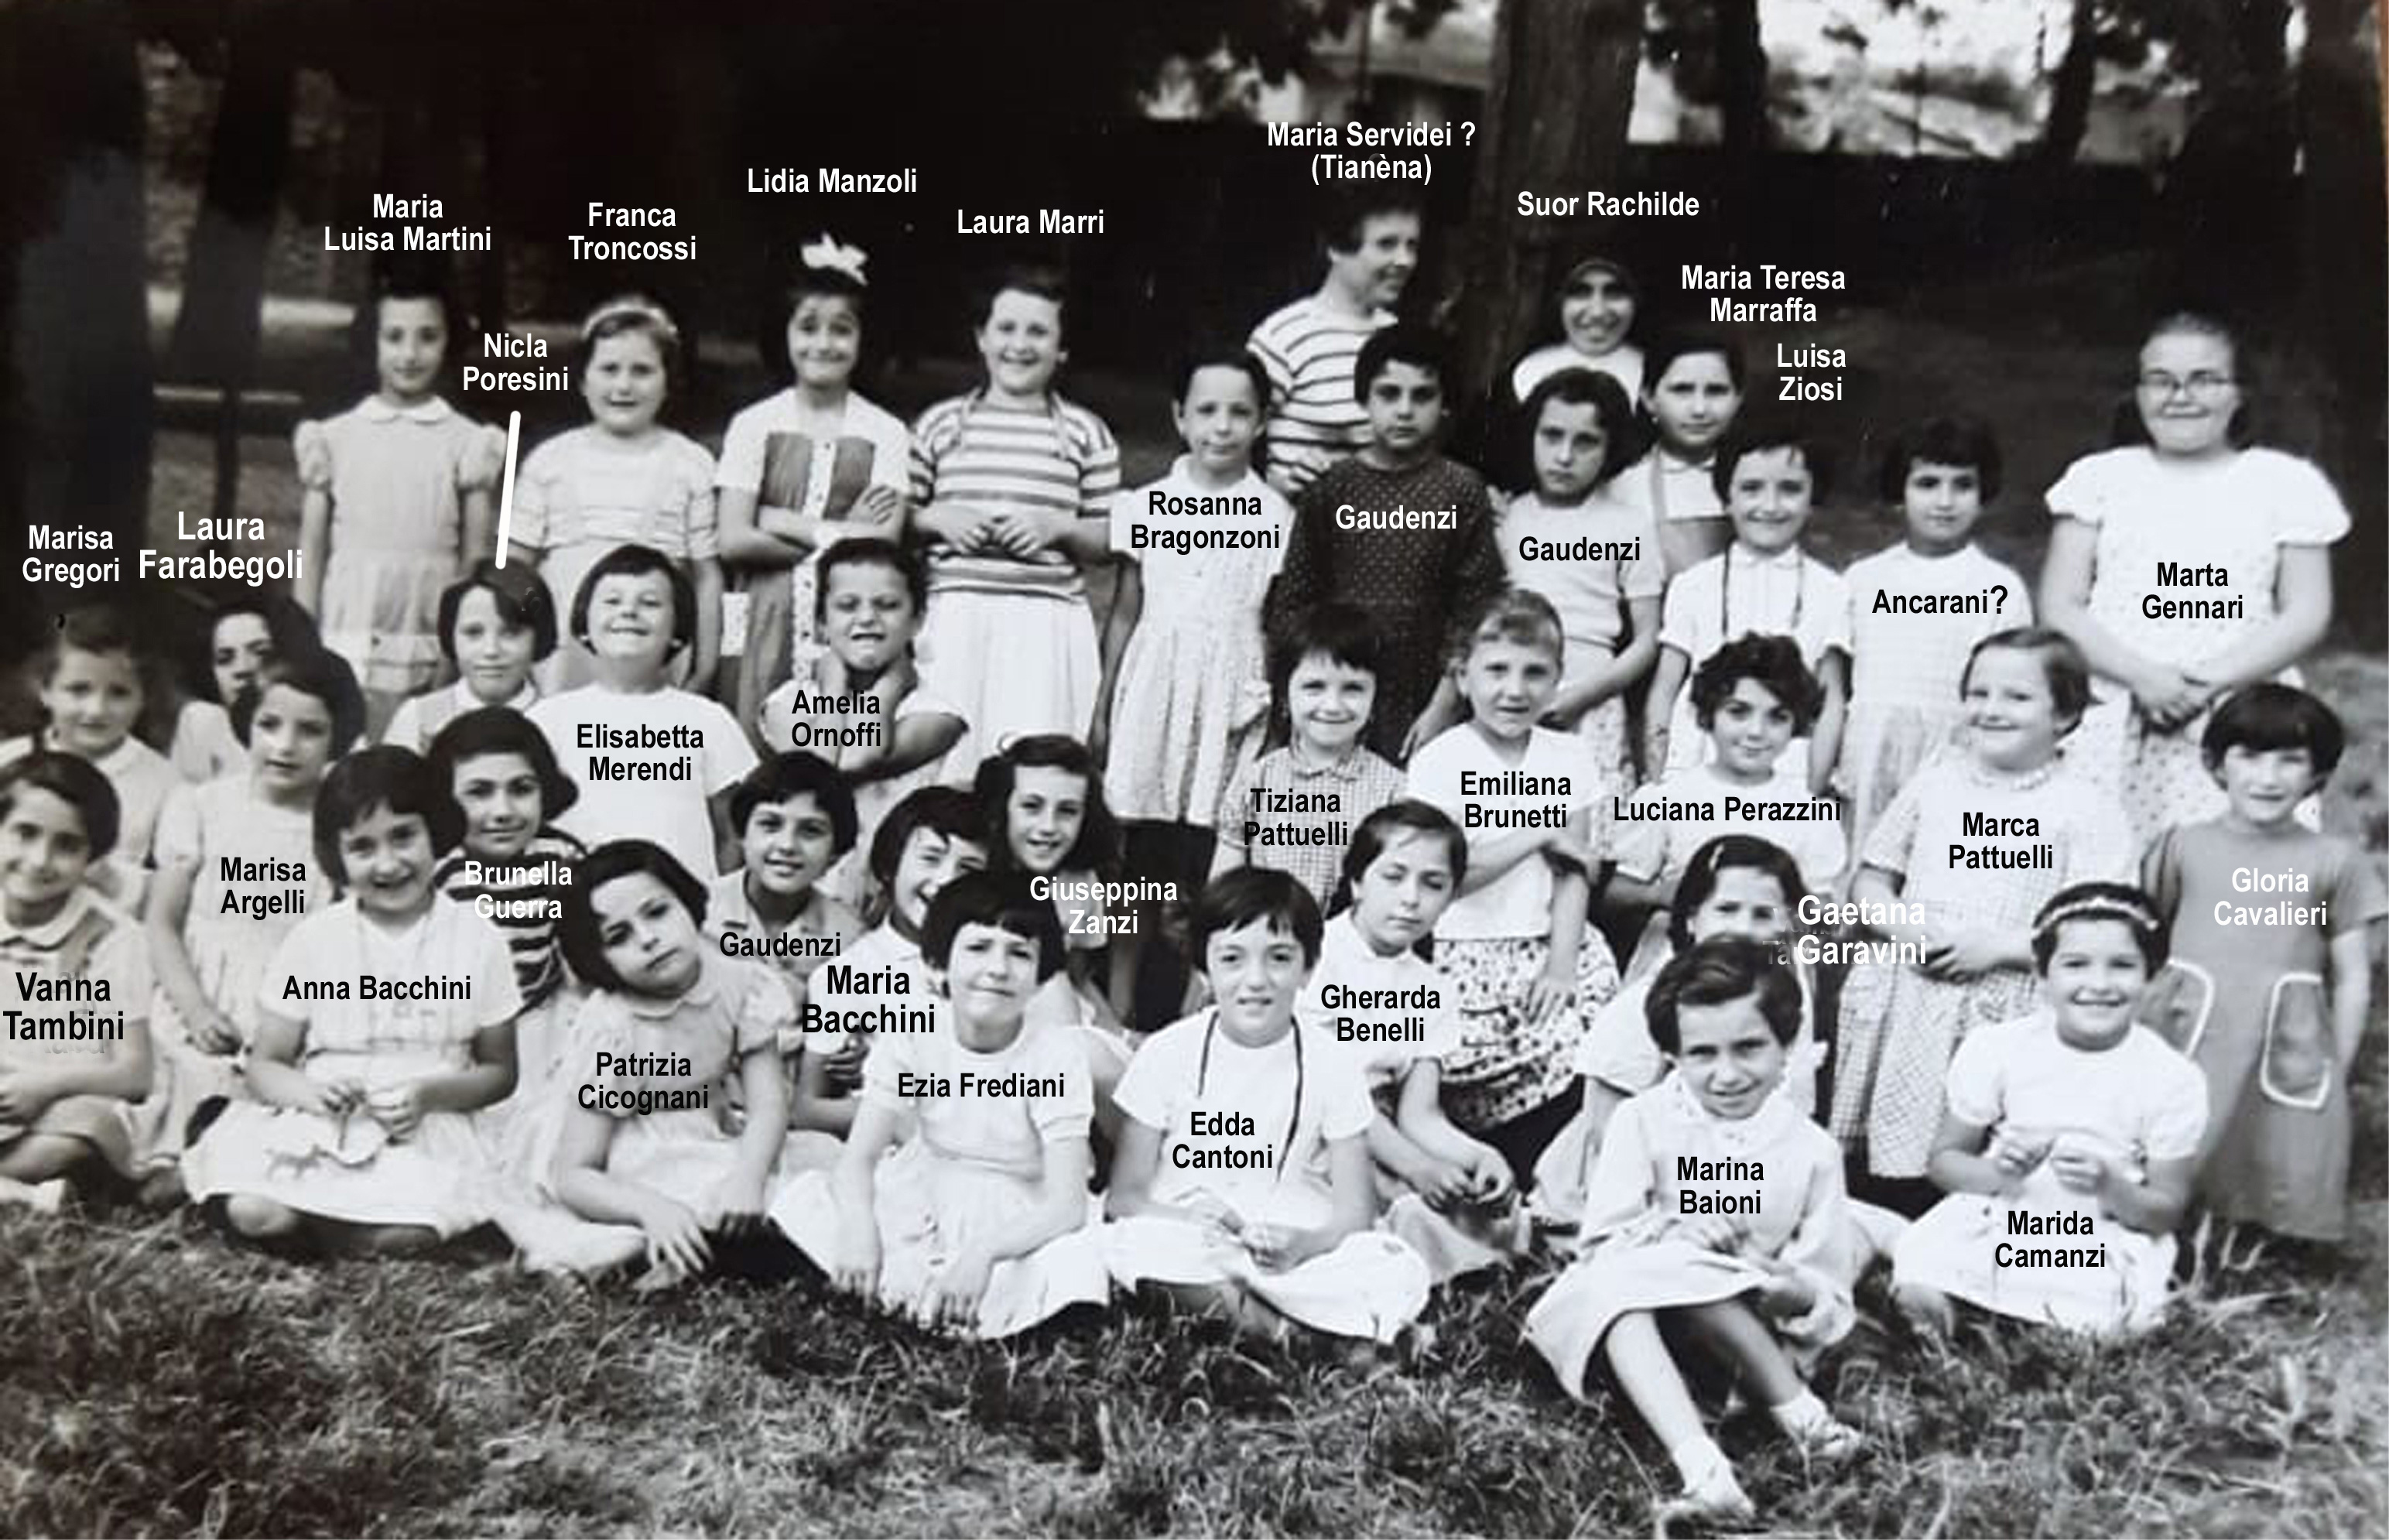 Maria Servidei ?
(Tianèna)
Lidia Manzoli
Suor Rachilde
Maria
Luisa Martini
Franca
Troncossi
Laura Marri
Maria Teresa
Marraffa
Nicla
Poresini
Luisa
Ziosi
Marisa
Gregori
Laura
Farabegoli
Rosanna
Bragonzoni
Gaudenzi
Gaudenzi
Ancarani?
Marta
Gennari
Elisabetta
Merendi
Amelia
Ornoffi
Tiziana
Pattuelli
Emiliana
Brunetti
Luciana Perazzini
Marca
Pattuelli
Marisa
Argelli
Brunella
Guerra
Giuseppina
Zanzi
Gloria
Cavalieri
Gaetana
Garavini
Gaudenzi
Vanna
Tambini
Anna Bacchini
Maria
Bacchini
Gherarda
Benelli
Patrizia
Cicognani
Ezia Frediani
Edda
Cantoni
Marina
Baioni
Marida
Camanzi